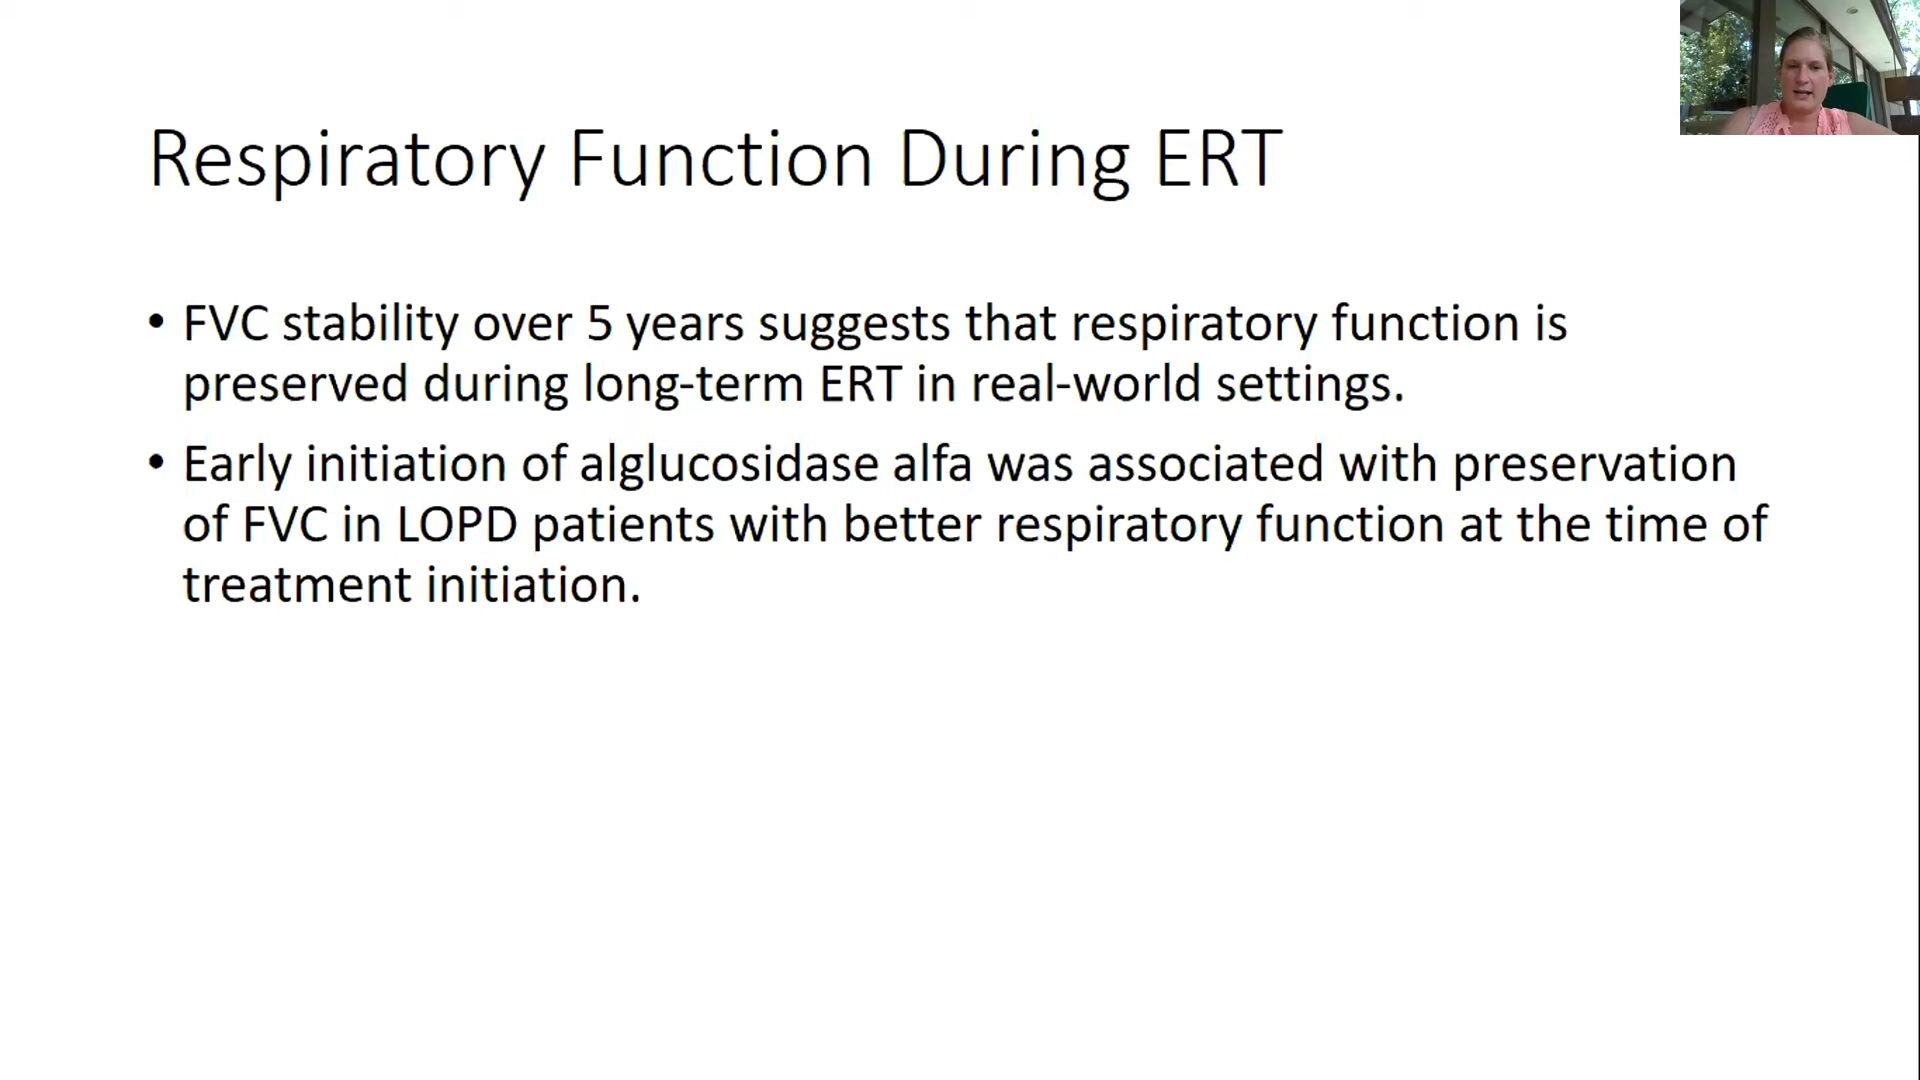 Respiratory Function During ERT
• FVC stability over 5 years suggests that respiratory function is
preserved during long-term ERT in real-world settings.
• Early initiation of alglucosidase alfa was associated with preservation
of FVC in LOPD patients with better respiratory function at the time of
treatment initiation.